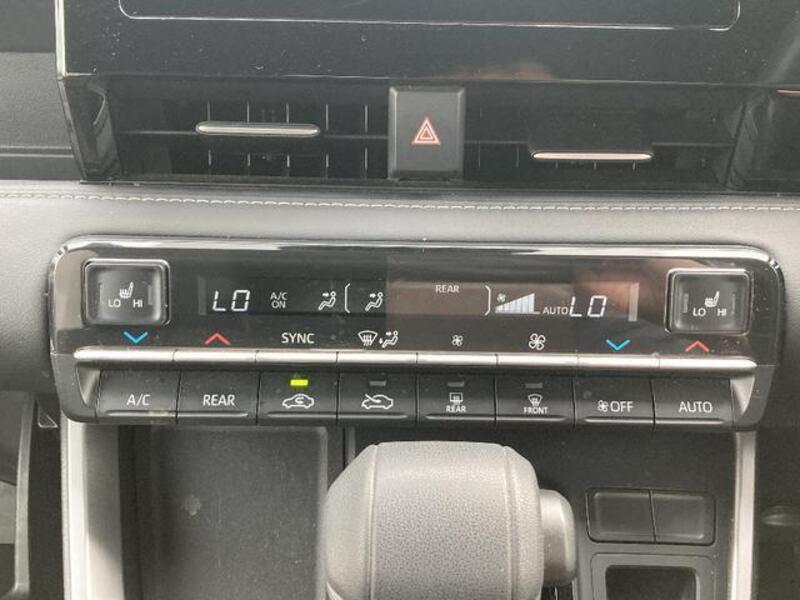 REAR
LO HI
LO
A/C
ON
AUTO
LO
LO HI
SYNC
A/C
REAR
REAR
FRONT
OFF
AUTO